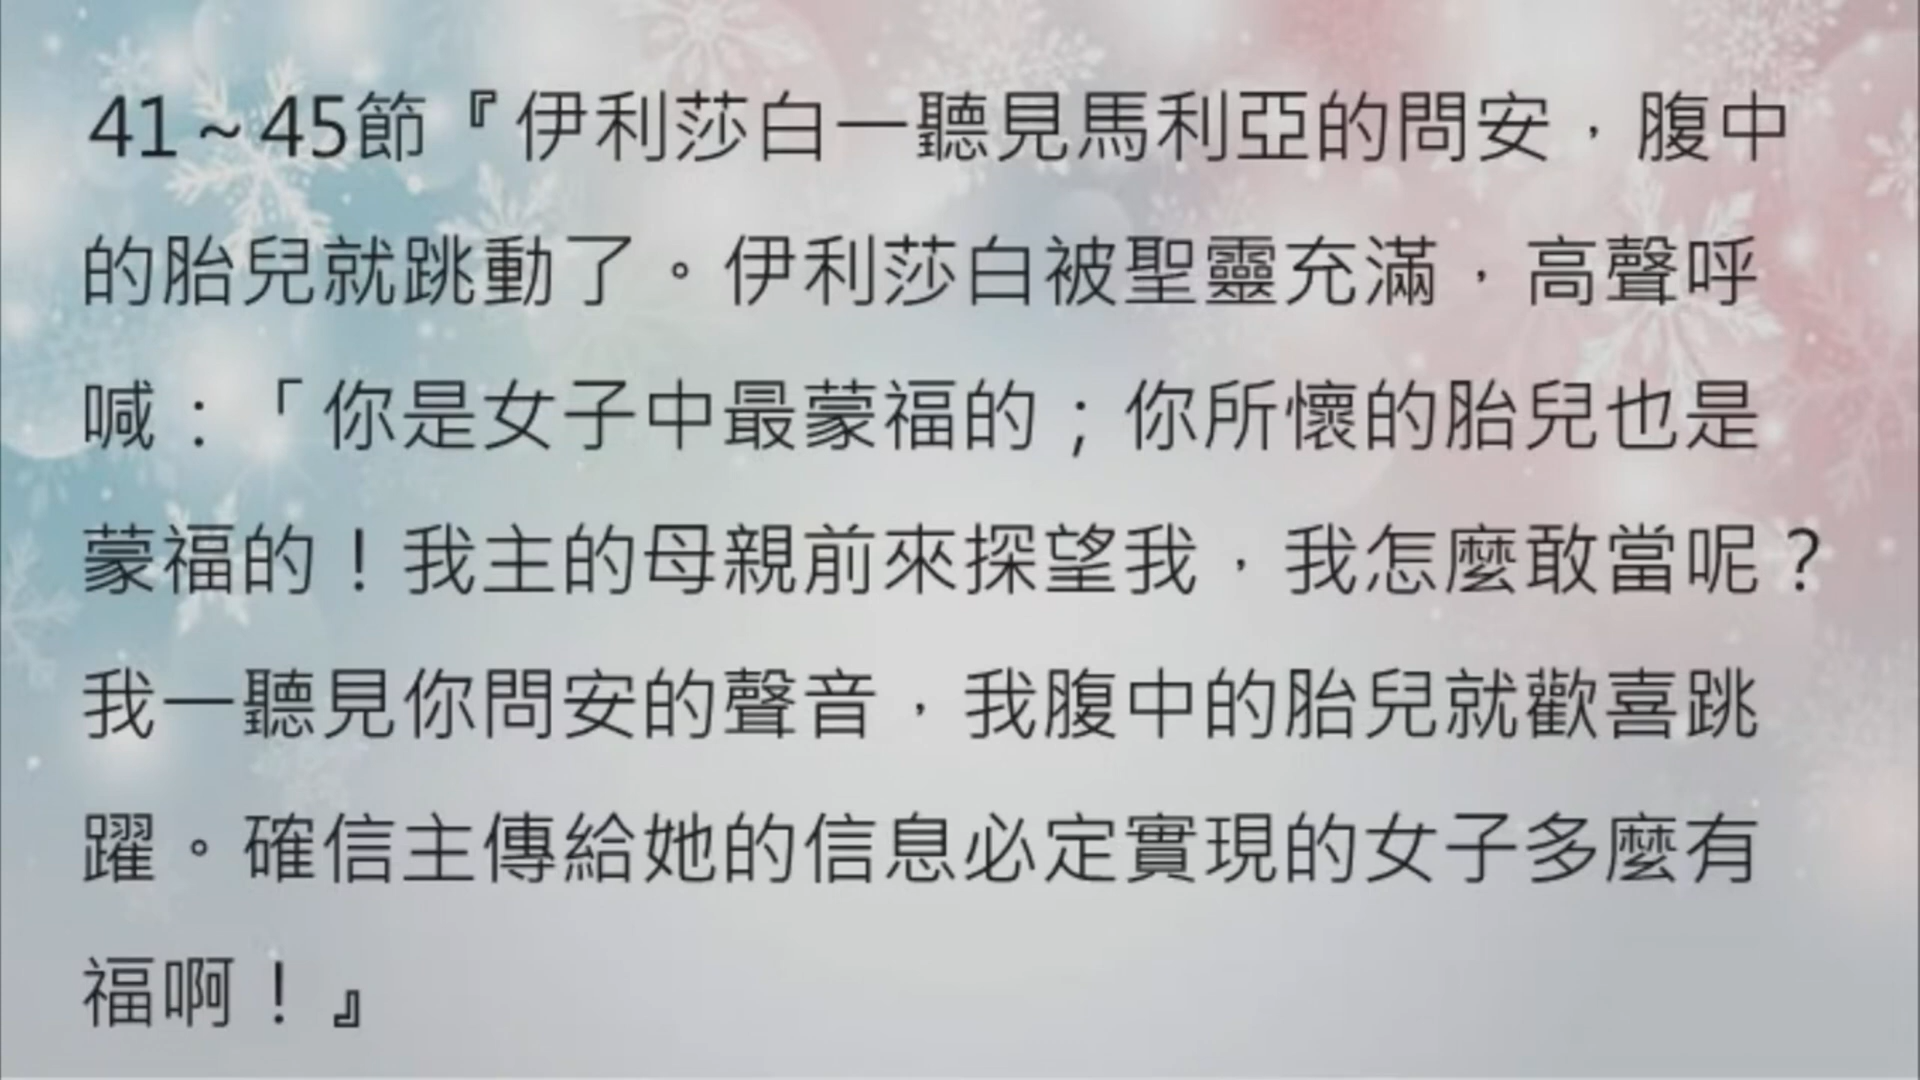 41～45節『伊利莎白一聽見馬利亞的問安，腹中
的胎兒就跳動了。伊利莎白被聖靈充滿，高聲呼
喊：「你是女子中最蒙福的；你所懷的胎兒也是
蒙福的！我主的母親前來探望我，我怎麼敢當呢？
我一聽見你問安的聲音，我腹中的胎兒就歡喜跳
躍。確信主傳給她的信息必定實現的女子多麼有
福啊！』